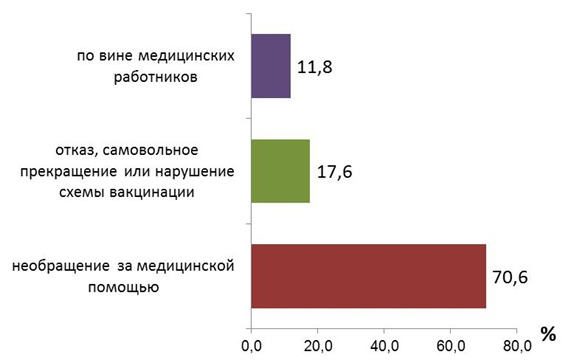 по вине медицинских
работников
11,8
отказ, самовольное
прекращение или нарушение
схемы вакцинации
17,6
необращение за медицинской
помощью
70,6
0,0 20,0 40,0 60,0 80,0
%